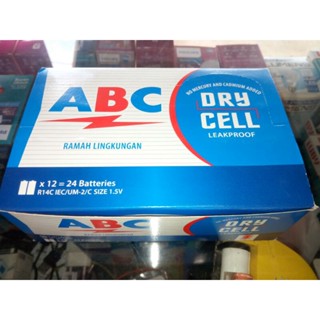 ABC
RAMAH LINGKUNGAN
x 12 = 24 Batteries
R14C IEC/UM-2/C SIZE 1.5V
NO MERCURY AND CADMIUM ADDED
DRY
CELL
LEAKPROOF
ABC
DRY
CELL